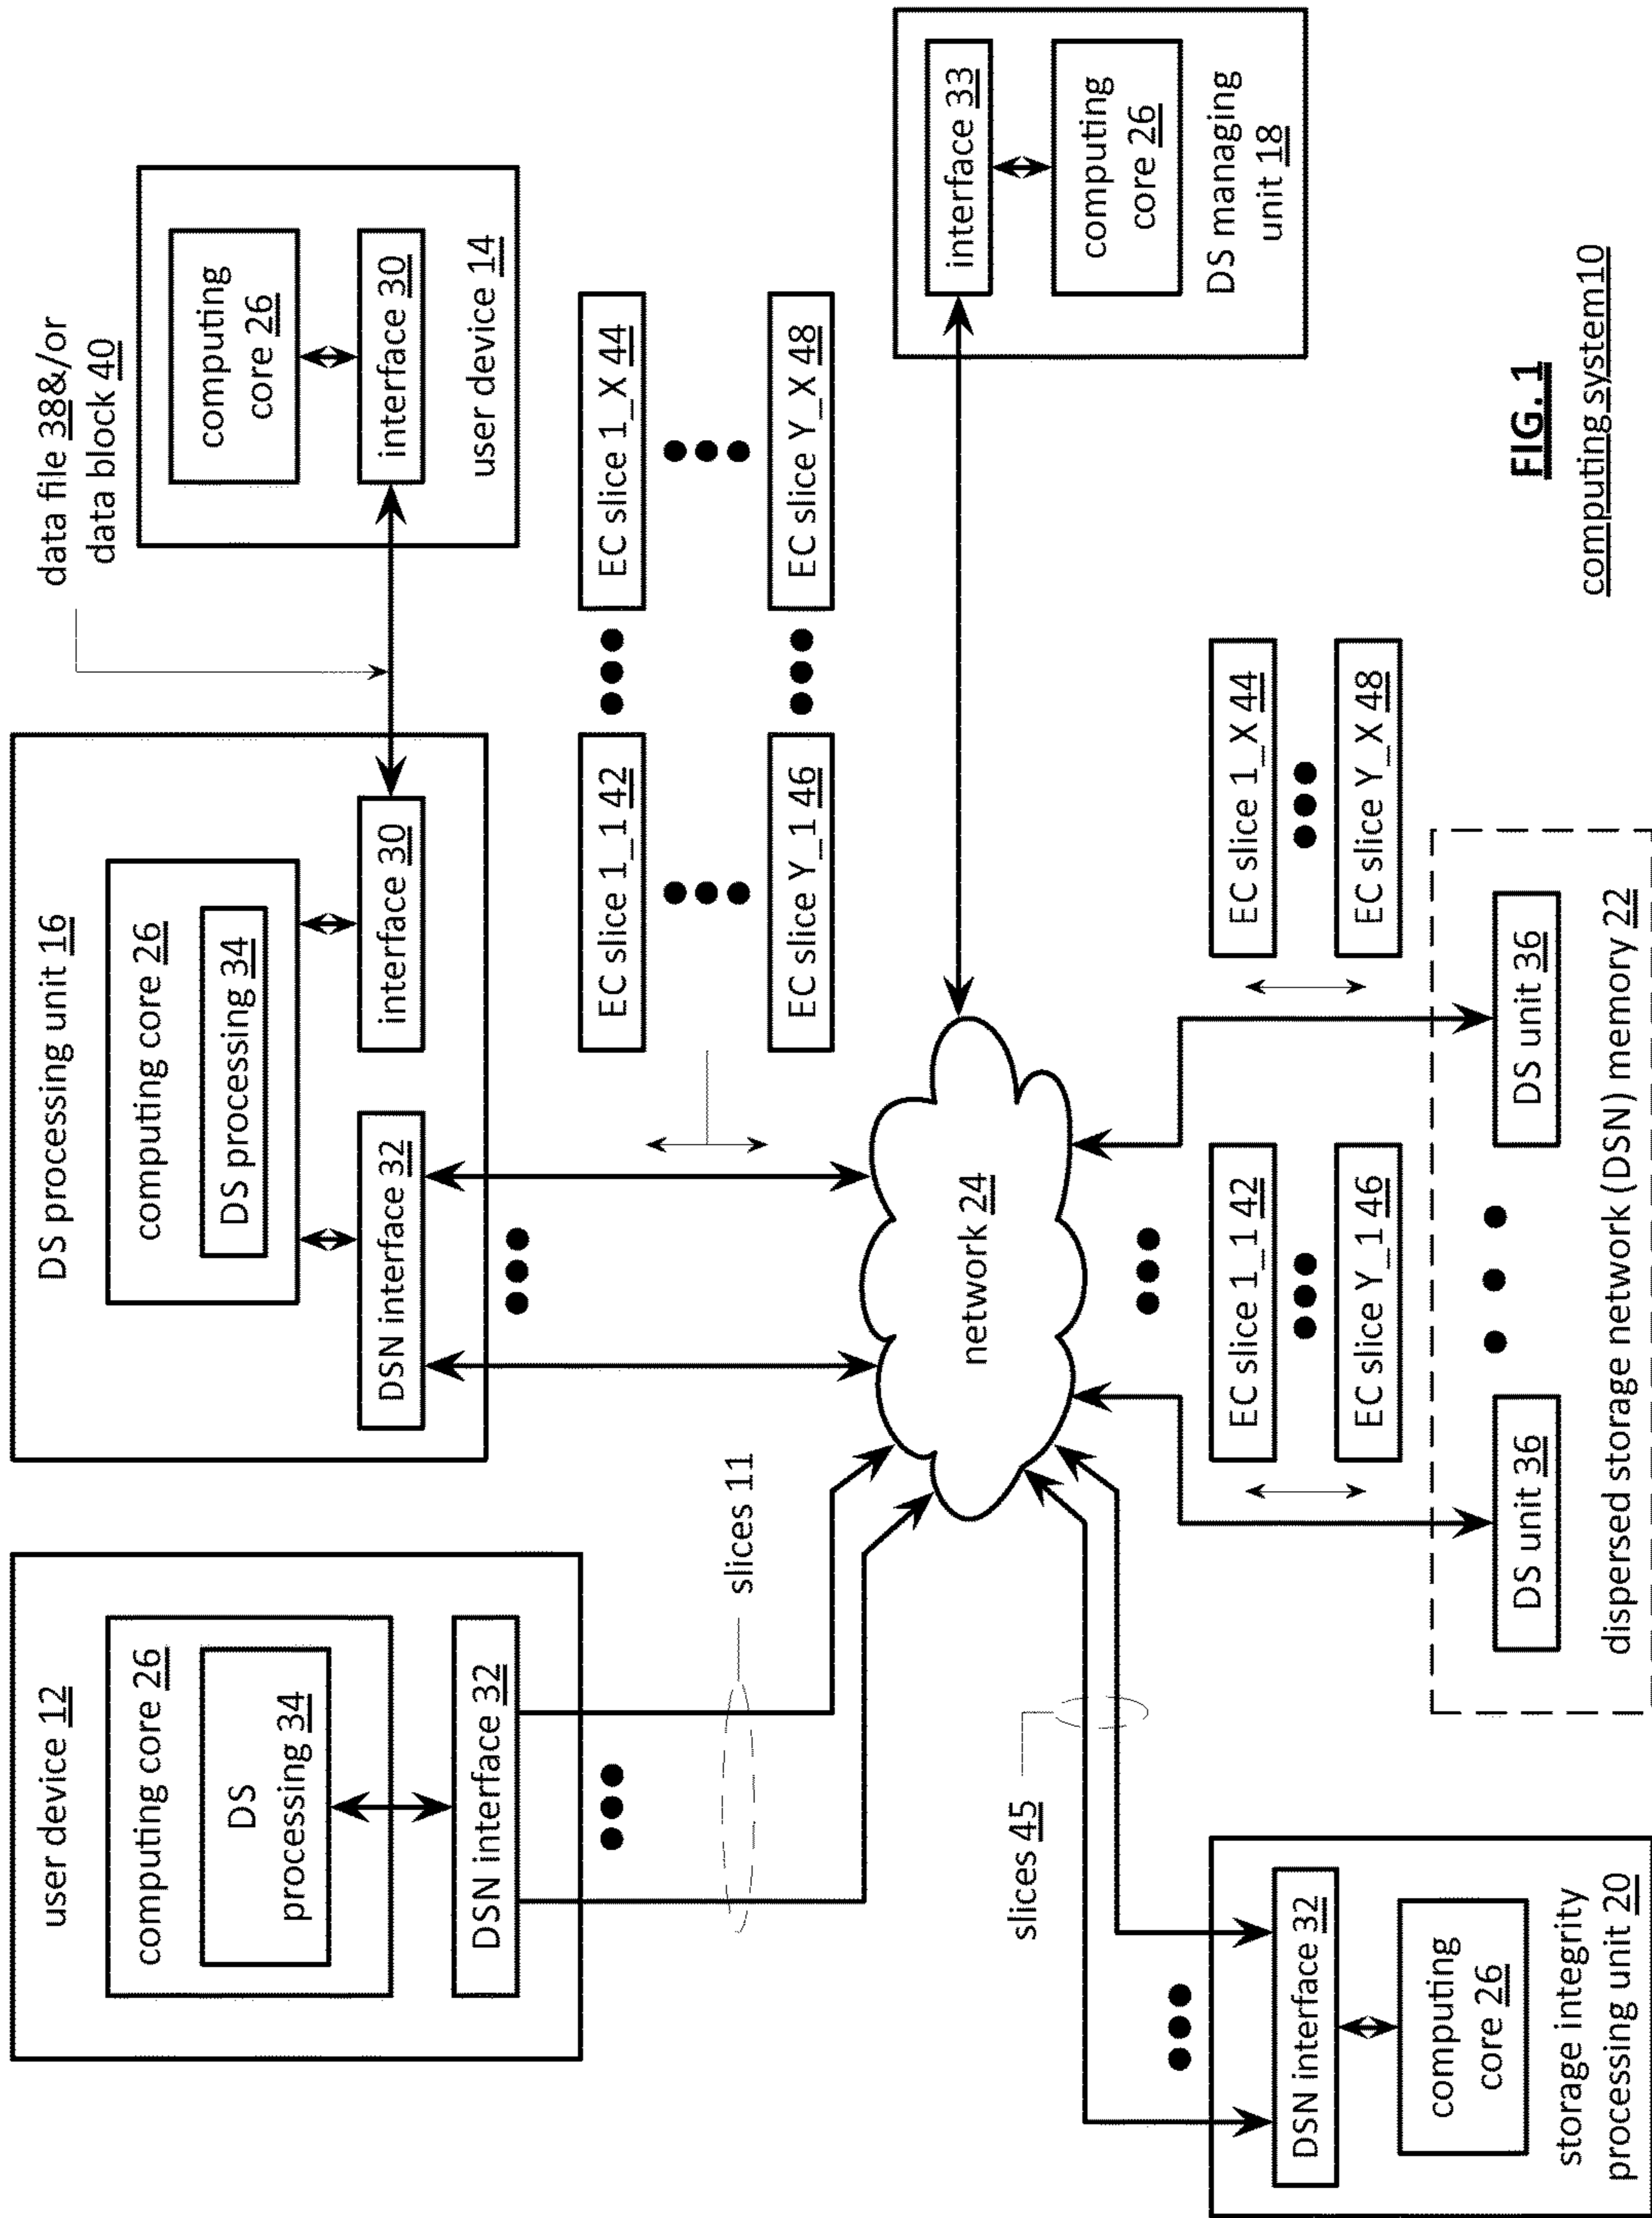 user device 12
computing core 26
DS
processing 34
DSN interface 32
slices 11
DS processing unit 16
computing core 26
DS processing 34
DSN interface 32
interface 30
data file 38&/or
data block 40
computing
core 26
interface 30
user device 14
EC slice 1_1 42
EC slice 1_X 44
EC slice Y_1 46
EC slice Y_X 48
network 24
interface 33
computing
core 26
DS managing
unit 18
slices 45
DSN interface 32
computing
core 26
storage integrity
processing unit 20
EC slice 1_1 42
EC slice Y_1 46
EC slice 1_X 44
EC slice Y_X 48
DS unit 36
DS unit 36
dispersed storage network (DSN) memory 22
FIG. 1
computing system10